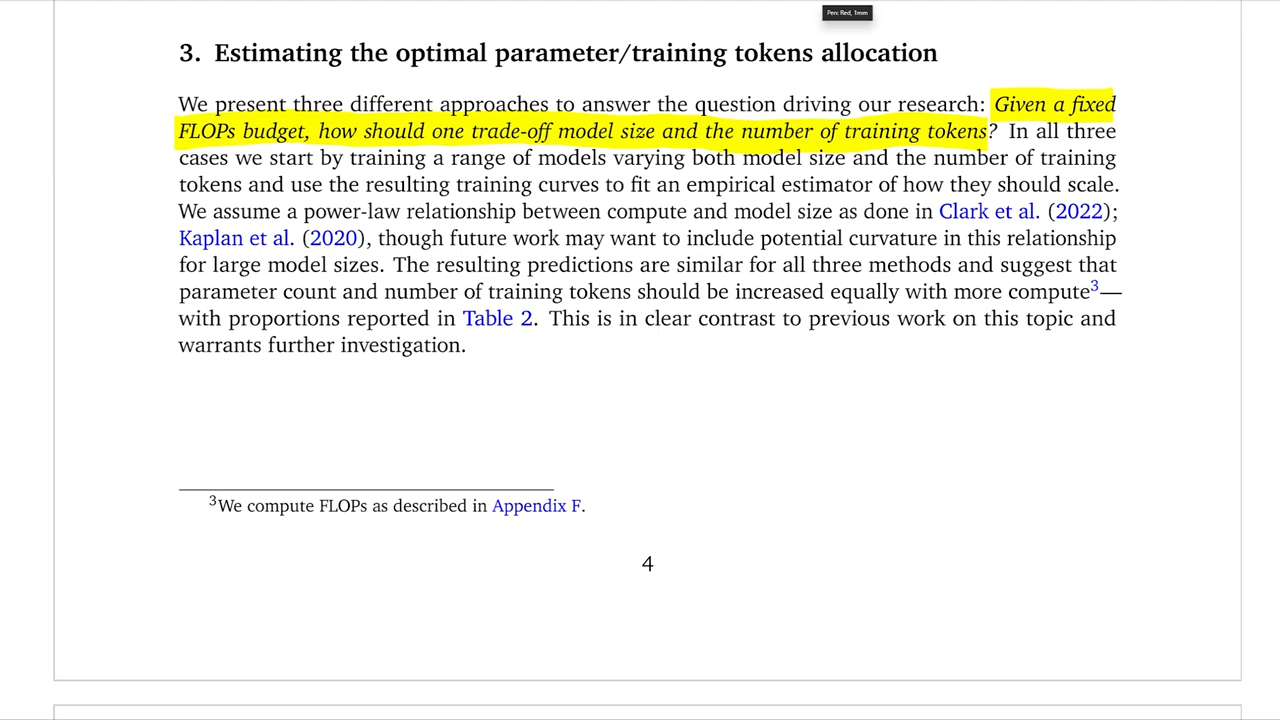 Pen: Red, 1mm
3. Estimating the optimal parameter/training tokens allocation
We present three different approaches to answer the question driving our research: Given a fixed
FLOPs budget, how should one trade-off model size and the number of training tokens? In all three
cases we start by training a range of models varying both model size and the number of training
tokens and use the resulting training curves to fit an empirical estimator of how they should scale.
We assume a power-law relationship between compute and model size as done in Clark et al. (2022);
Kaplan et al. (2020), though future work may want to include potential curvature in this relationship
for large model sizes. The resulting predictions are similar for all three methods and suggest that
parameter count and number of training tokens should be increased equally with more compute³—
with proportions reported in Table 2. This is in clear contrast to previous work on this topic and
warrants further investigation.
³We compute FLOPs as described in Appendix F.
4